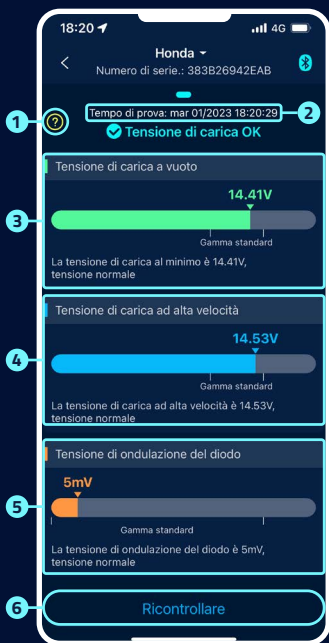 18:20
4G
Honda
Numero di serie.: 383B26942EAB
1
?
Tempo di prova: mar 01/2023 18:20:29
2
Tensione di carica OK
Tensione di carica a vuoto
14.41V
3
Gamma standard
La tensione di carica al minimo è 14.41V,
tensione normale
Tensione di carica ad alta velocità
14.53V
4
Gamma standard
La tensione di carica ad alta velocità è 14.53V,
tensione normale
Tensione di ondulazione del diodo
5mV
5
Gamma standard
La tensione di ondulazione del diodo è 5mV,
tensione normale
6
Ricontrollare